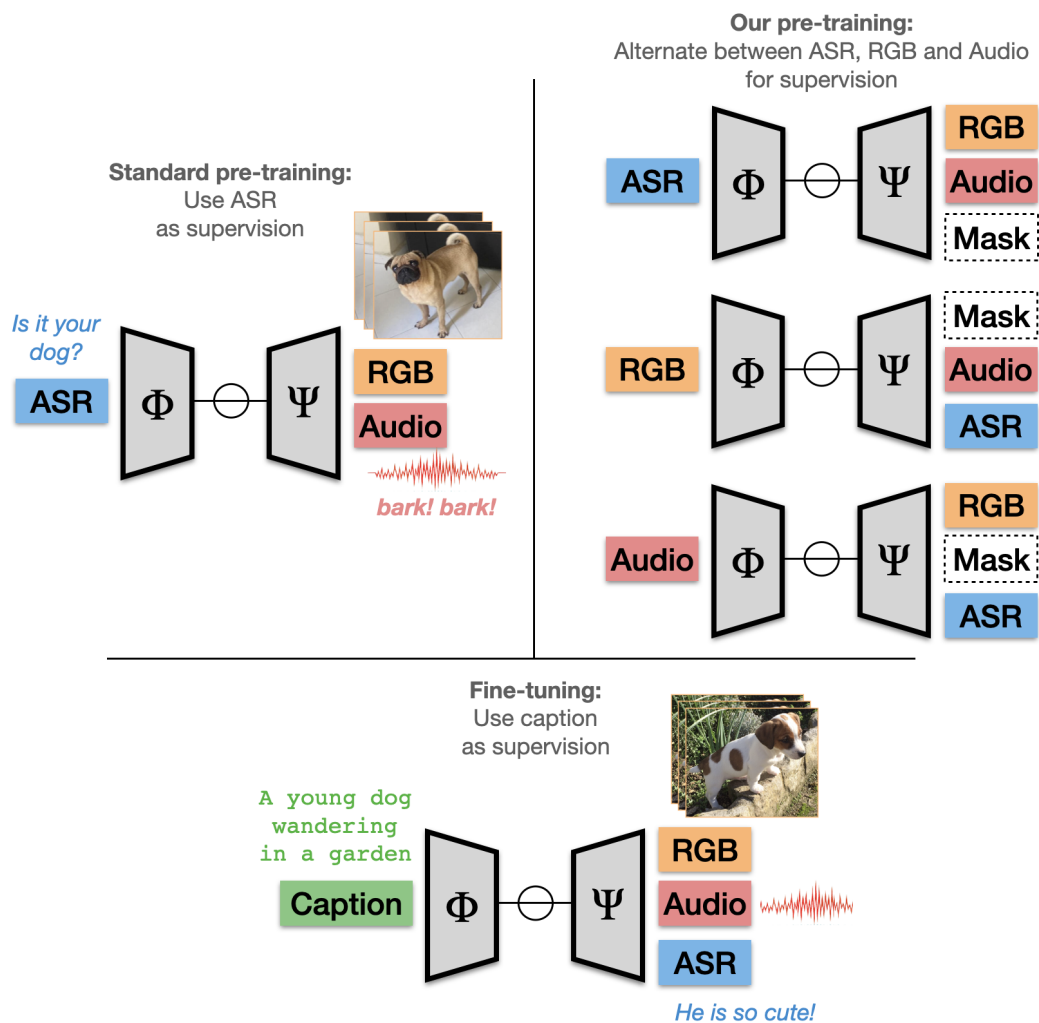 Standard pre-training:
Use ASR
as supervision
Is it your
dog?
ASR
Φ
Ψ
RGB
Audio
bark! bark!
Our pre-training:
Alternate between ASR, RGB and Audio
for supervision
ASR
Φ
Ψ
RGB
Audio
Mask
RGB
Φ
Ψ
Mask
Audio
ASR
Audio
Φ
Ψ
RGB
Mask
ASR
Fine-tuning:
Use caption
as supervision
A young dog
wandering
in a garden
Caption
Φ
Ψ
RGB
Audio
ASR
He is so cute!